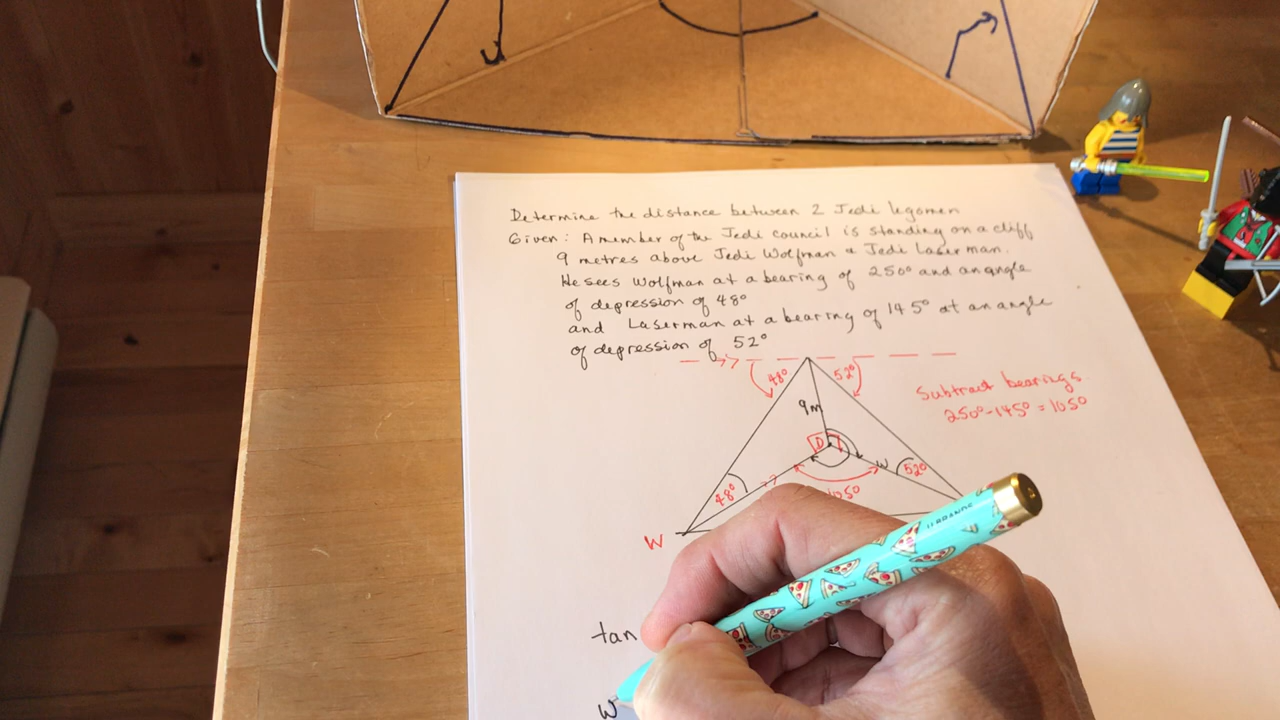 Determine the distance between 2 Jedi legomen
Given: A member of the Jedi council is standing on a cliff
9 metres above Jedi Wolfman & Jedi Laserman.
He sees Wolfman at a bearing of 250° and an angle
of depression of 48°
and Laserman at a bearing of 145° at an angle
of depression of 52°
48°
52°
Subtract bearings
250°-145° = 105°
9m
D
w
52°
48°
105°
U BRANDS
W
tan
w